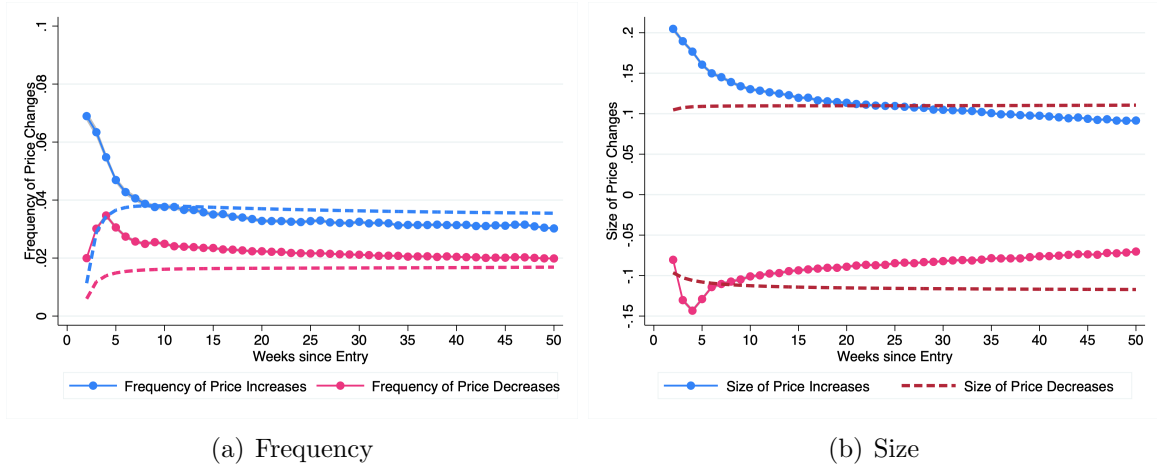 Frequency of Price Changes
.1
.08
.06
.04
.02
0
0 5 10 15 20 25 30 35 40 45 50
Weeks since Entry
Frequency of Price Increases Frequency of Price Decreases
(a) Frequency
Size of Price Changes
.2
.15
.1
.05
0
-.05
-.1
-.15
0 5 10 15 20 25 30 35 40 45 50
Weeks since Entry
Size of Price Increases Size of Price Decreases
(b) Size